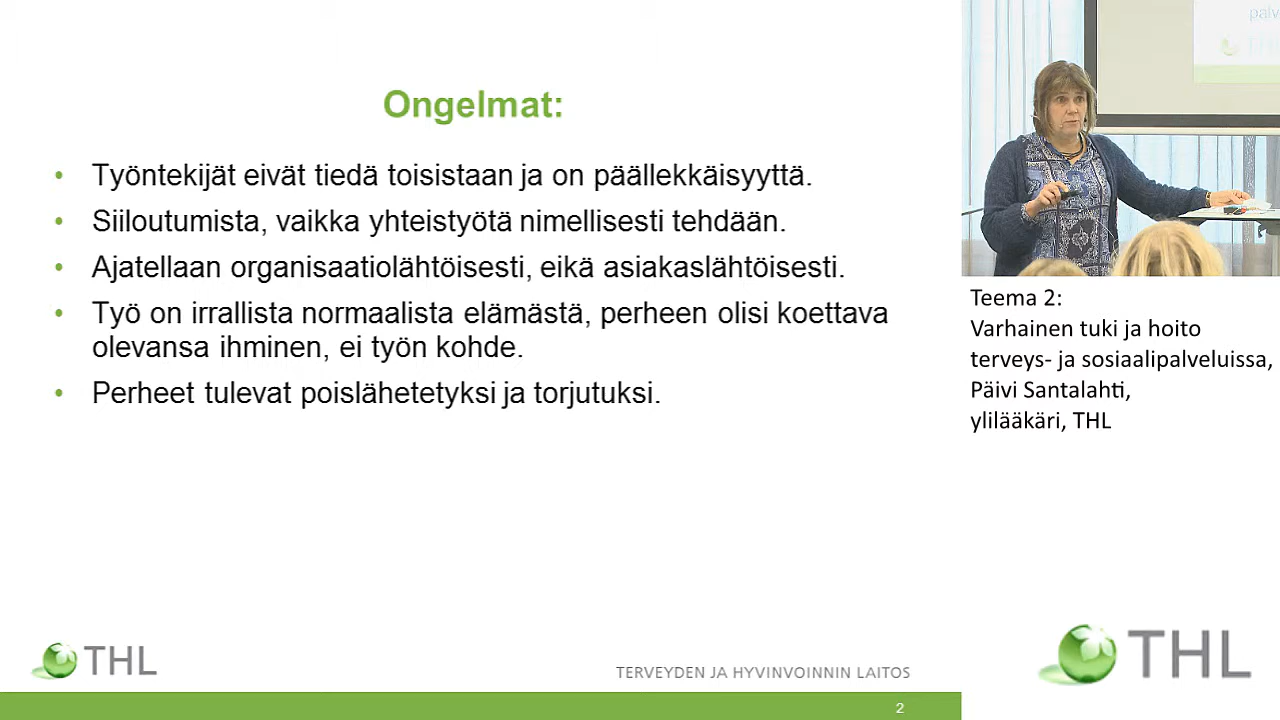 Ongelmat:
Työntekijät eivät tiedä toisistaan ja on päällekkäisyyttä.
Siiloutumista, vaikka yhteistyötä nimellisesti tehdään.
Ajatellaan organisaatiolähtöisesti, eikä asiakaslähtöisesti.
Työ on irrallista normaalista elämästä, perheen olisi koettava
olevansa ihminen, ei työn kohde.
Perheet tulevat poislähetetyksi ja torjutuksi.
THL
TERVEYDEN JA HYVINVOINNIN LAITOS
2
palv
Teema 2:
Varhainen tuki ja hoito
terveys- ja sosiaalipalveluissa,
Päivi Santalahti,
ylilääkäri, THL
THL